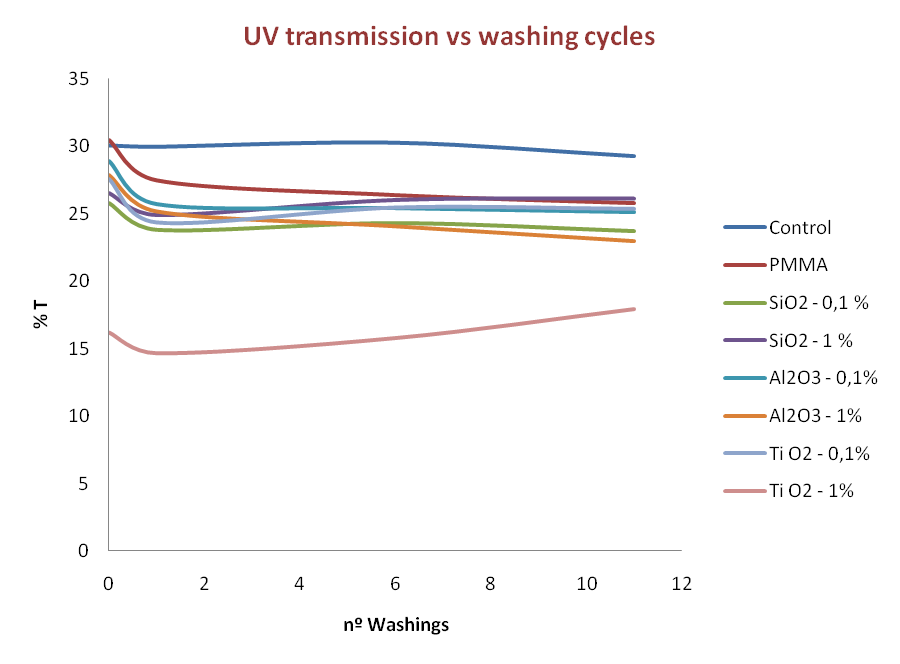 UV transmission vs washing cycles
35
30
25
20
15
10
5
0
% T
0 2 4 6 8 10 12
nº Washings
Control
PMMA
SiO2 - 0,1 %
SiO2 - 1 %
Al2O3 - 0,1%
Al2O3 - 1%
Ti O2 - 0,1%
Ti O2 - 1%